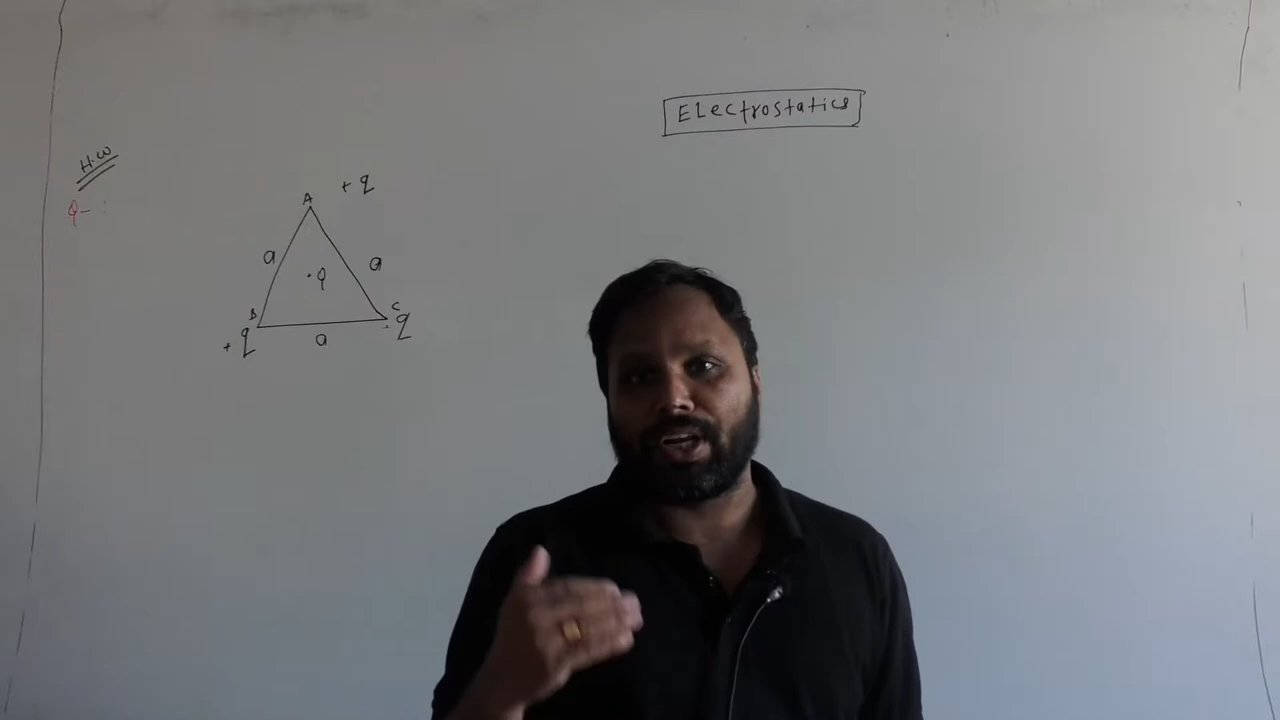 Electrostatics
H.W
Q- :
A + q
a a
. q
B C
+ q a q